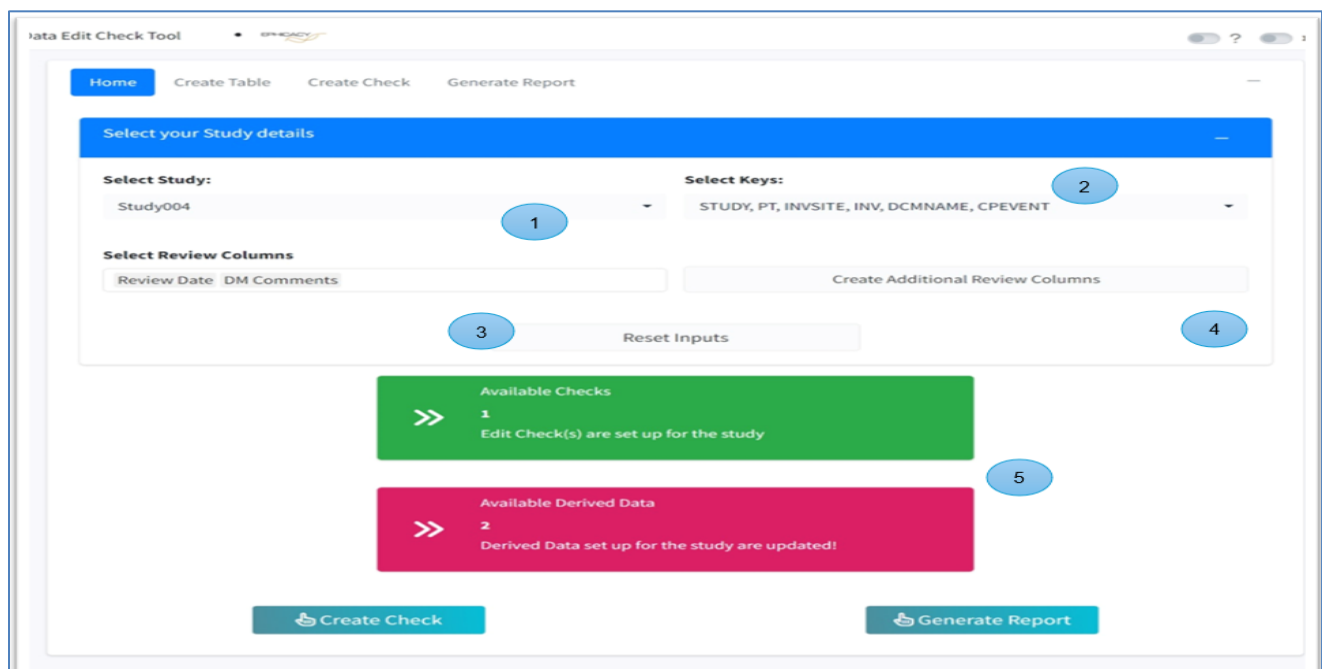 ata Edit Check Tool • EPHICACY ?
Home Create Table Create Check Generate Report
Select your Study details
Select Study: Select Keys:
2
Study004 STUDY, PT, INVSITE, INV, DCMNAME, CPEVENT
1
Select Review Columns
Review Date DM Comments Create Additional Review Columns
3 Reset Inputs 4
Available Checks
1
Edit Check(s) are set up for the study
5
Available Derived Data
2
Derived Data set up for the study are updated!
Create Check Generate Report